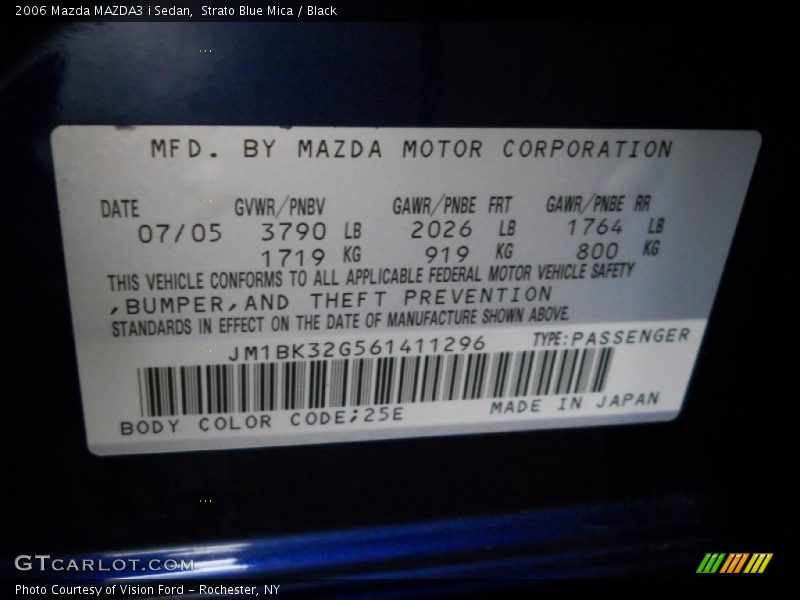 2006 Mazda MAZDA3 i Sedan,  Strato Blue Mica / Black
MFD. BY MAZDA MOTOR CORPORATION
DATE GVWR/PNBV GAWR/PNBE FRT GAWR/PNBE RR
07/05 3790 LB 2026 LB 1764 LB
1719 KG 919 KG 800 KG
THIS VEHICLE CONFORMS TO ALL APPLICABLE FEDERAL MOTOR VEHICLE SAFETY
,BUMPER,AND THEFT PREVENTION
STANDARDS IN EFFECT ON THE DATE OF MANUFACTURE SHOWN ABOVE.
JM1BK32G561411296 TYPE:PASSENGER
BODY COLOR CODE;25E MADE IN JAPAN
GTCARLOT.COM
Photo Courtesy of Vision Ford – Rochester, NY